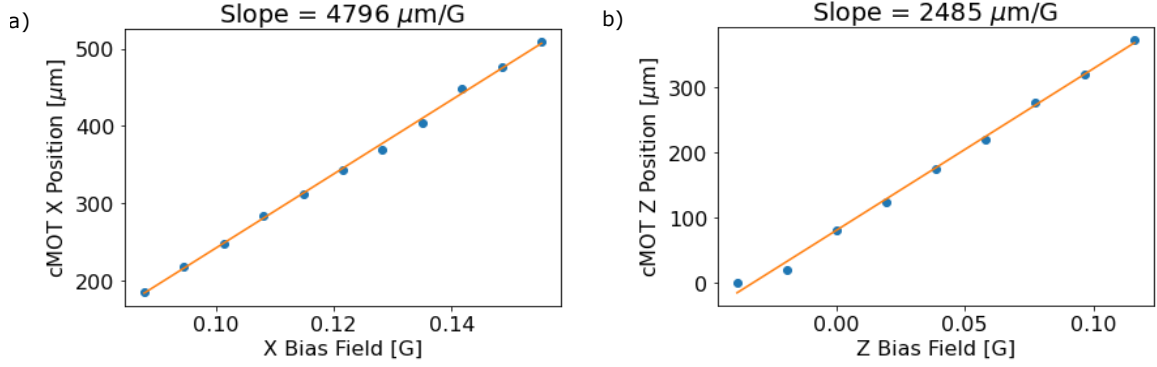 a)
Slope = 4796 μm/G
cMOT X Position [μm]
500
400
300
200
0.10 0.12 0.14
X Bias Field [G]
b)
Slope = 2485 μm/G
cMOT Z Position [μm]
300
200
100
0
0.00 0.05 0.10
Z Bias Field [G]